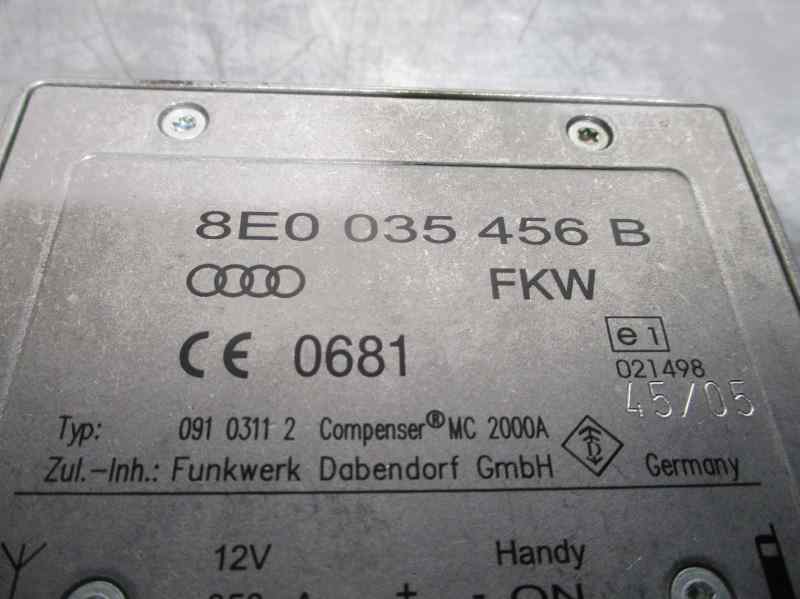 8E0 035 456 B
FKW
CE 0681
e1
021498
45/05
Typ: 091 0311 2 Compenser® MC 2000A
Zul.-Inh.: Funkwerk Dabendorf GmbH Germany
12V Handy
+ - ON